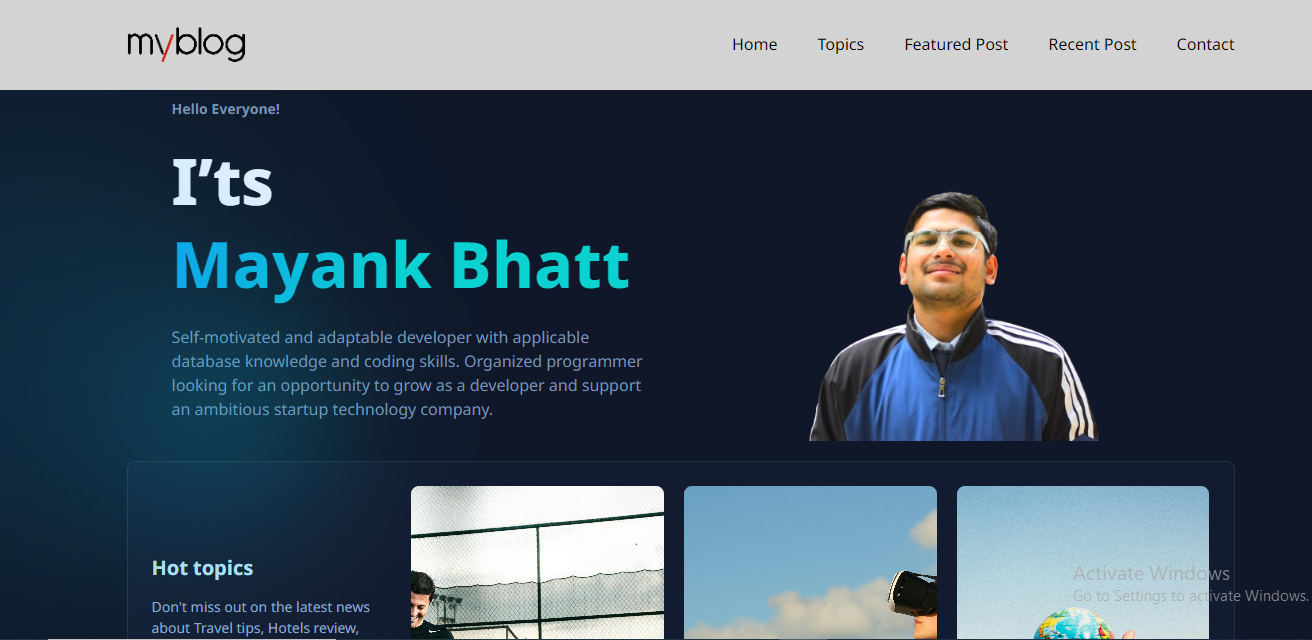 my/blog
Home Topics Featured Post Recent Post Contact
Hello Everyone!
I’ts
Mayank Bhatt
Self-motivated and adaptable developer with applicable
database knowledge and coding skills. Organized programmer
looking for an opportunity to grow as a developer and support
an ambitious startup technology company.
Hot topics
Don't miss out on the latest news
about Travel tips, Hotels review,
Activate Windows
Go to Settings to activate Windows.